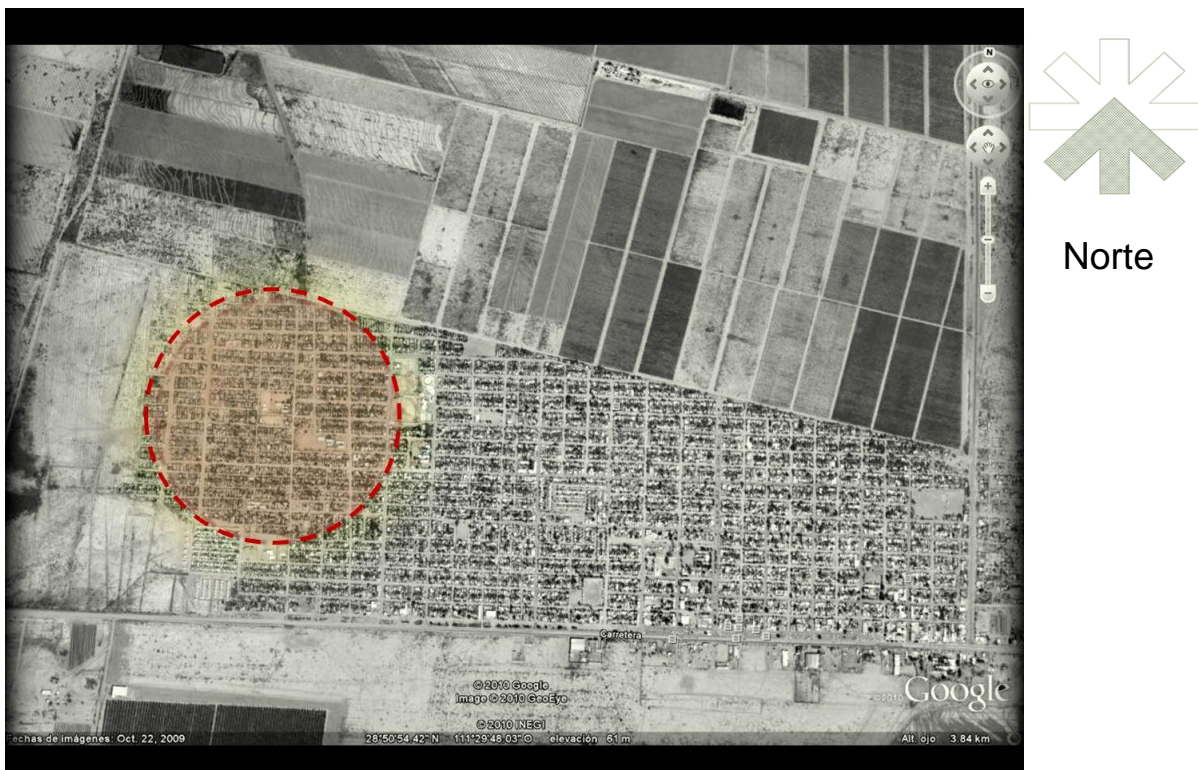 N
Norte
Carretera
© 2010 Google
Image © 2010 GeoEye
© 2010 INEGI
©2010 Google
Fechas de imágenes: Oct. 22, 2009
28°50'54.42" N 111°29'48.03" O elevación 61 m
Alt. ojo 3.84 km